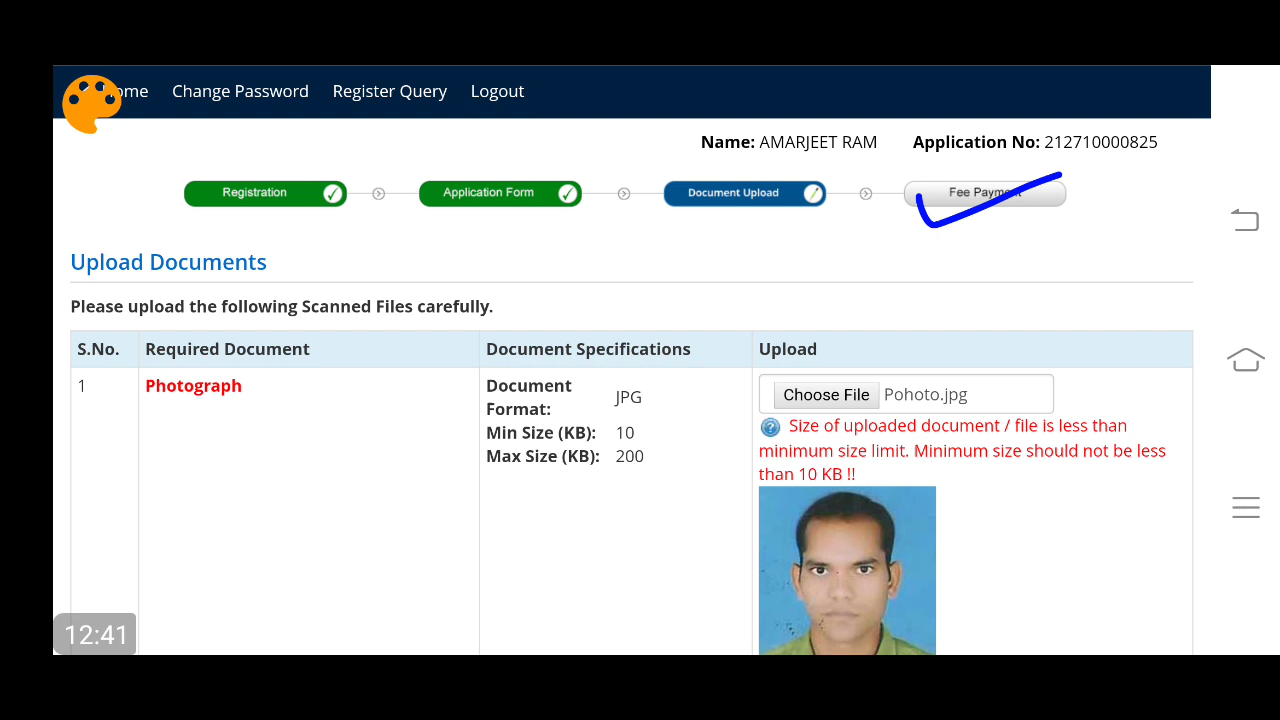 Home Change Password Register Query Logout
Name: AMARJEET RAM Application No: 212710000825
Registration Application Form Document Upload Fee Payment
Upload Documents
Please upload the following Scanned Files carefully.
S.No. Required Document Document Specifications Upload
1 Photograph Document Format: JPG Choose File Pohoto.jpg
Min Size (KB): 10
Max Size (KB): 200
Size of uploaded document / file is less than
minimum size limit. Minimum size should not be less
than 10 KB !!
12:41